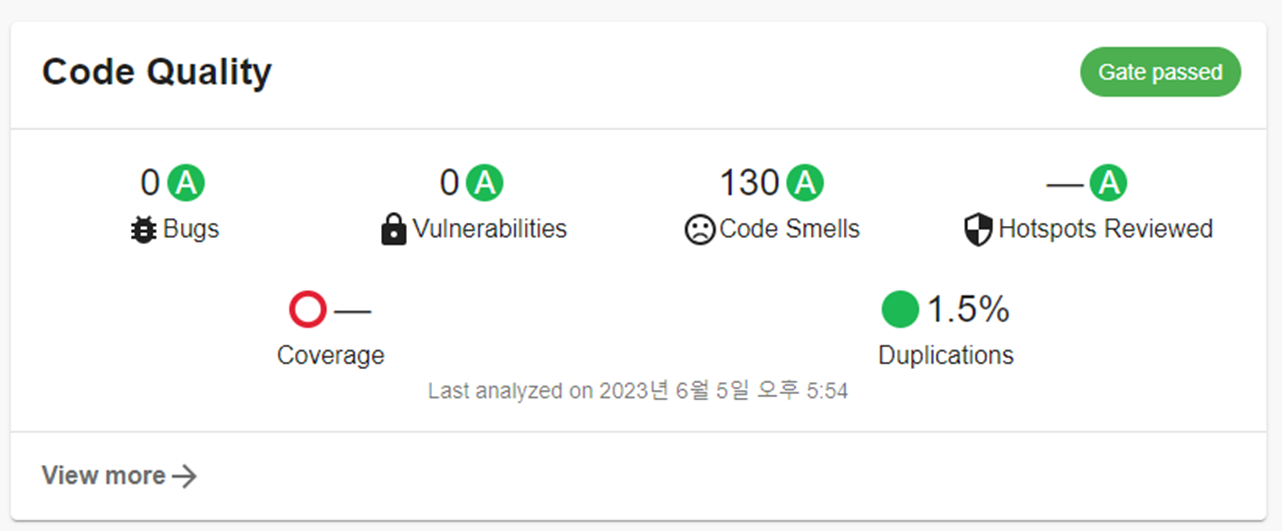 Code Quality
Gate passed
0 A
0 A
130 A
— A
Bugs
Vulnerabilities
Code Smells
Hotspots Reviewed
—
1.5%
Coverage
Duplications
Last analyzed on 2023년 6월 5일 오후 5:54
View more →